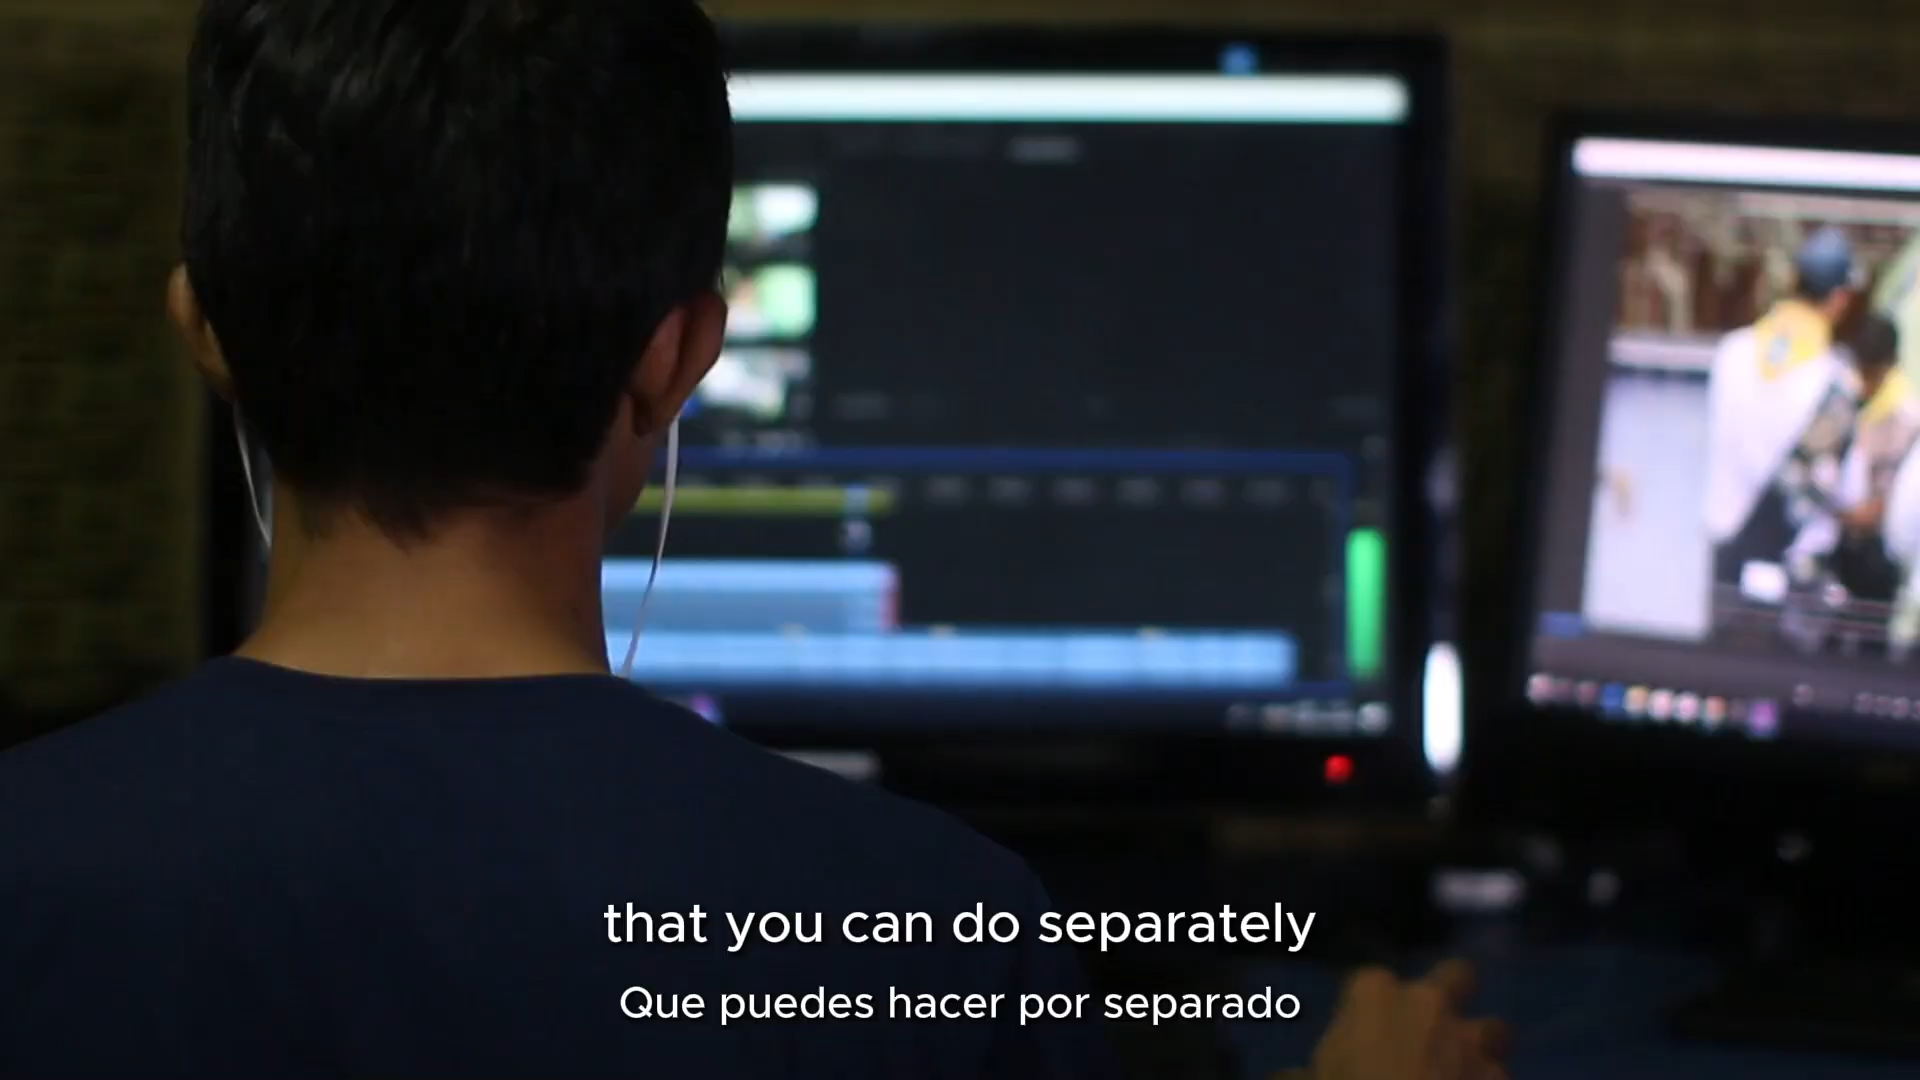 that you can do separately
Que puedes hacer por separado